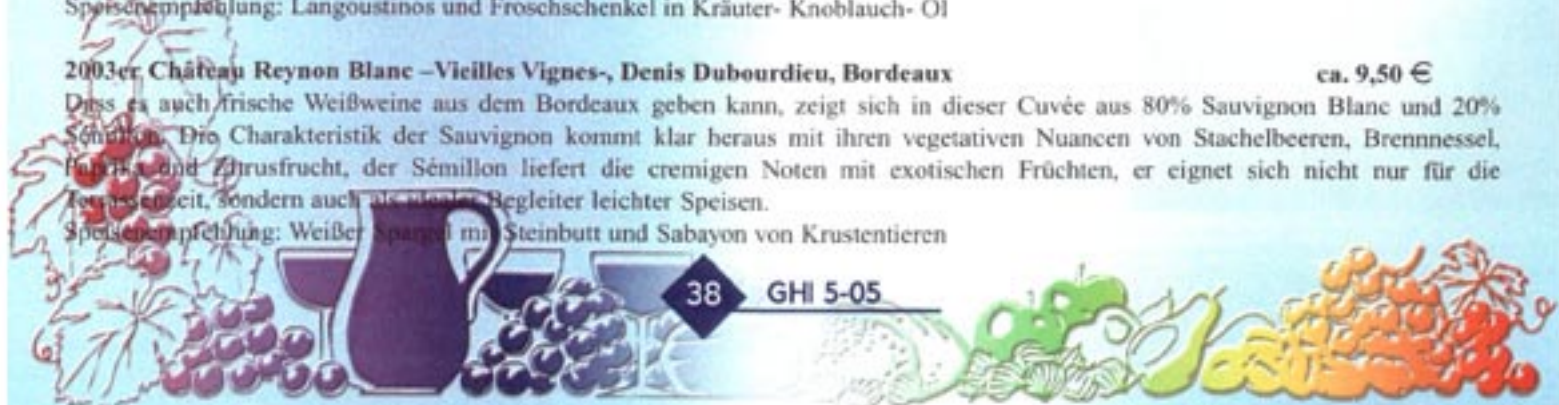 Speisenempfehlung: Langoustinos und Froschschenkel in Kräuter- Knoblauch- Öl
2003er Château Reynon Blanc –Vieilles Vignes-, Denis Dubourdieu, Bordeaux ca. 9,50 €
Dass es auch frische Weißweine aus dem Bordeaux geben kann, zeigt sich in dieser Cuvée aus 80% Sauvignon Blanc und 20%
Sémillon. Die Charakteristik der Sauvignon kommt klar heraus mit ihren vegetativen Nuancen von Stachelbeeren, Brennnessel,
Paprika und Zitrusfrucht, der Sémillon liefert die cremigen Noten mit exotischen Früchten, er eignet sich nicht nur für die
Terrassenzeit, sondern auch als idealer Begleiter leichter Speisen.
Speisenempfehlung: Weißer Spargel mit Steinbutt und Sabayon von Krustentieren
38 GHI 5-05